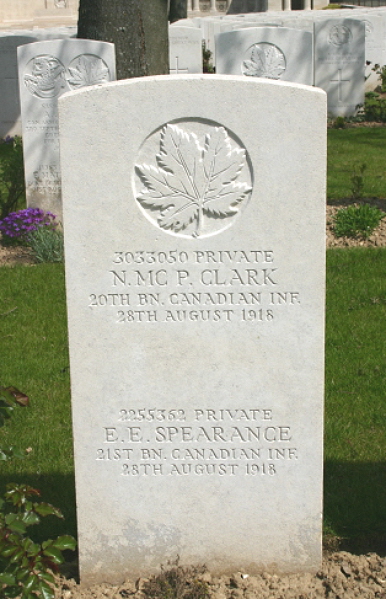 3033050 PRIVATE
N. MC P. CLARK
20TH BN. CANADIAN INF.
28TH AUGUST 1918
2255362 PRIVATE
E. E. SPEARANCE
21ST BN. CANADIAN INF.
28TH AUGUST 1918